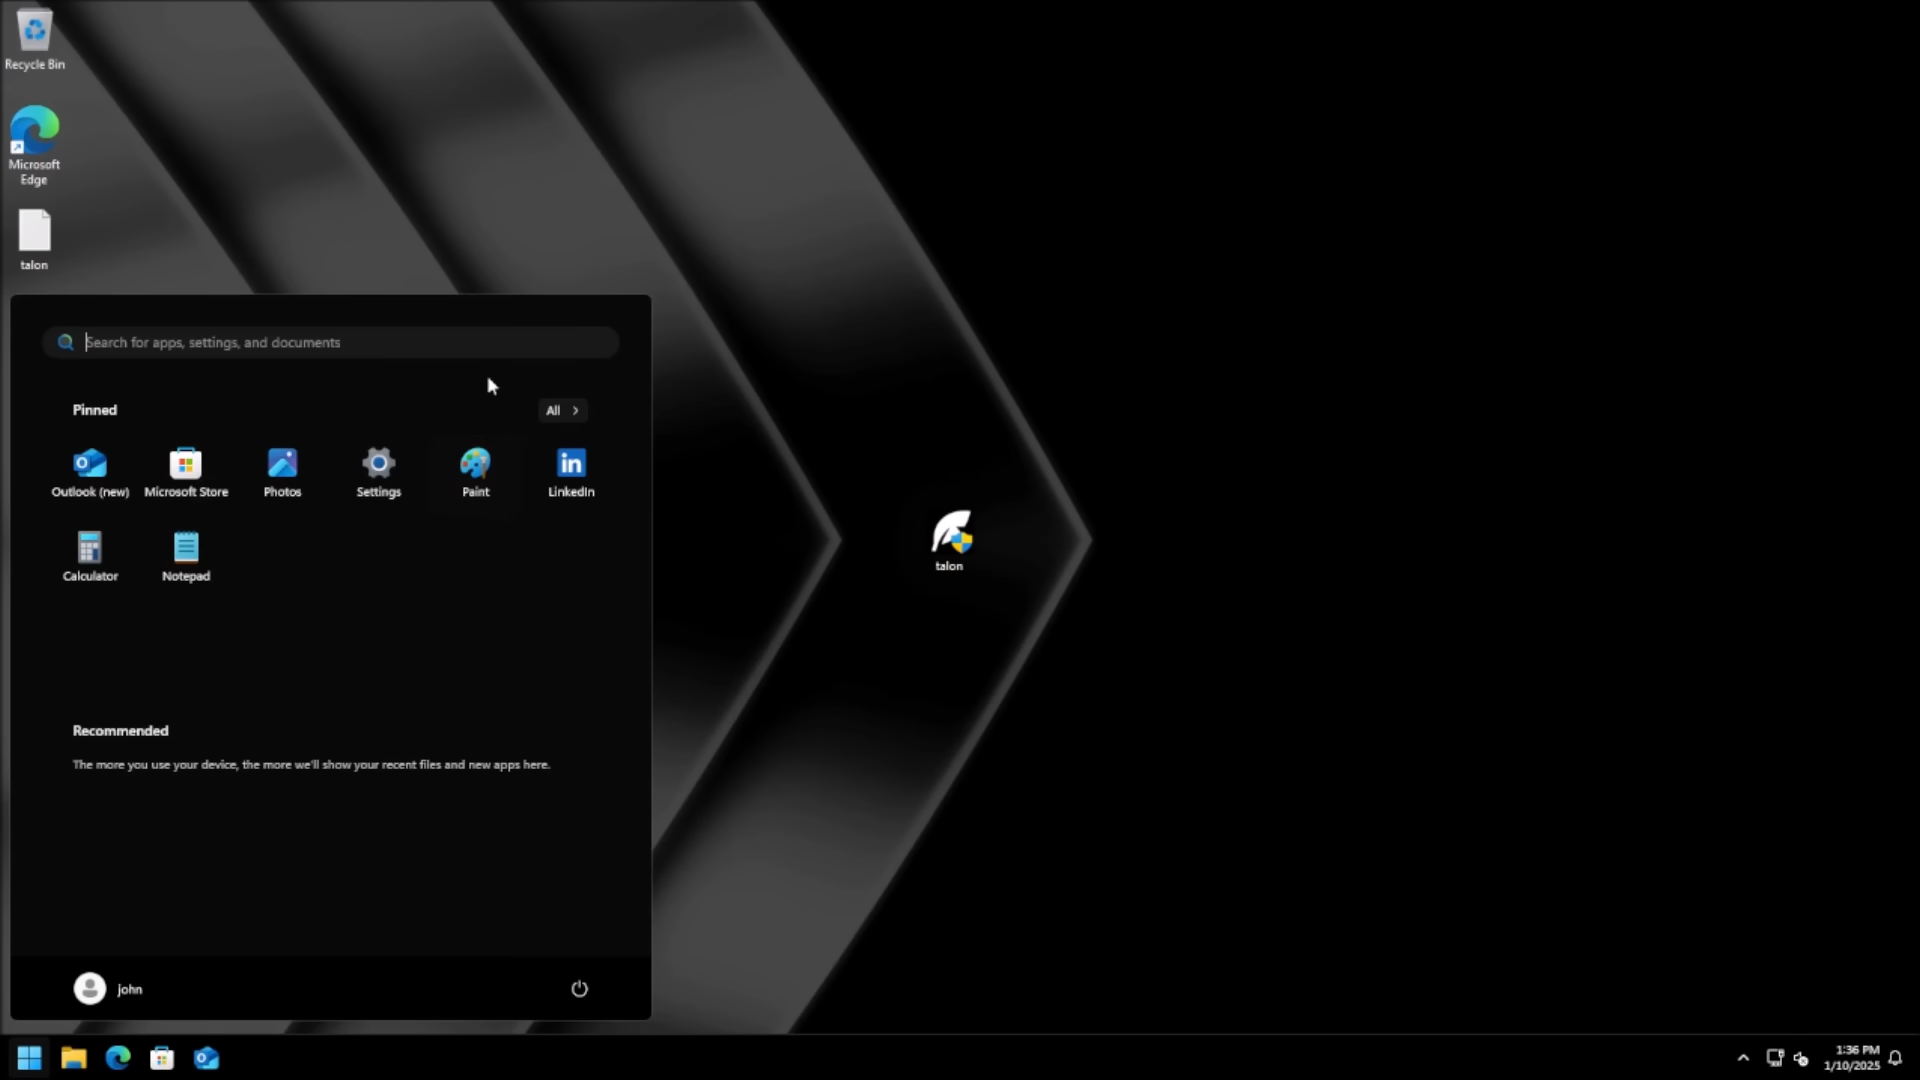 Recycle Bin
Microsoft
Edge
talon
Search for apps, settings, and documents
Pinned
All
Outlook (new)
Microsoft Store
Photos
Settings
Paint
LinkedIn
in
Calculator
Notepad
talon
Recommended
The more you use your device, the more we'll show your recent files and new apps here.
john
1:36 PM
1/10/2025